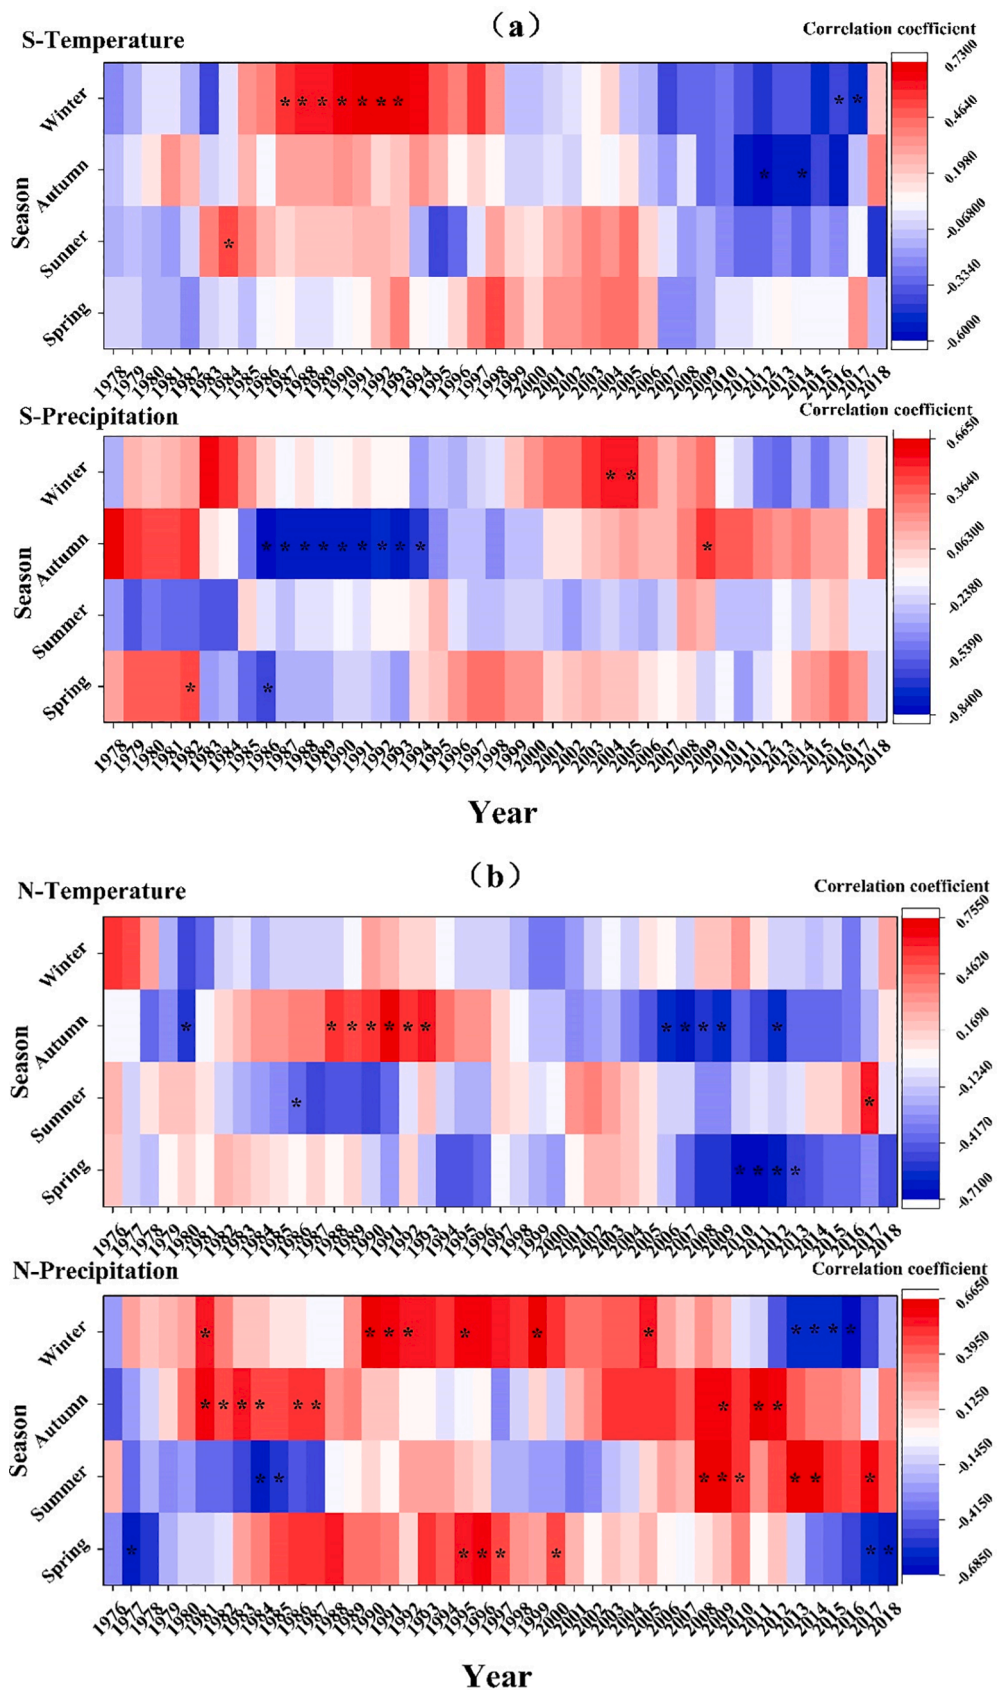 (a)
S-Temperature
Correlation coefficient
Winter
Autumn
Sunner
Spring
Season
0.7300
0.4640
0.1980
-0.06800
-0.3340
-0.6000
1978 1979 1980 1981 1982 1983 1984 1985 1986 1987 1988 1989 1990 1991 1992 1993 1994 1995 1996 1997 1998 1999 2000 2001 2002 2003 2004 2005 2006 2007 2008 2009 2010 2011 2012 2013 2014 2015 2016 2017 2018
S-Precipitation
Correlation coefficient
Winter
Autumn
Summer
Spring
Season
0.6650
0.3640
0.06300
-0.2380
-0.5390
-0.8400
1978 1979 1980 1981 1982 1983 1984 1985 1986 1987 1988 1989 1990 1991 1992 1993 1994 1995 1996 1997 1998 1999 2000 2001 2002 2003 2004 2005 2006 2007 2008 2009 2010 2011 2012 2013 2014 2015 2016 2017 2018
Year
(b)
N-Temperature
Correlation coefficient
Winter
Autumn
Summer
Spring
Season
0.7550
0.4620
0.1690
-0.1240
-0.4170
-0.7100
1976 1977 1978 1979 1980 1981 1982 1983 1984 1985 1986 1987 1988 1989 1990 1991 1992 1993 1994 1995 1996 1997 1998 1999 2000 2001 2002 2003 2004 2005 2006 2007 2008 2009 2010 2011 2012 2013 2014 2015 2016 2017 2018
N-Precipitation
Correlation coefficient
Winter
Autumn
Summer
Spring
Season
0.6650
0.3950
0.1250
-0.1450
-0.4150
-0.6850
1976 1977 1978 1979 1980 1981 1982 1983 1984 1985 1986 1987 1988 1989 1990 1991 1992 1993 1994 1995 1996 1997 1998 1999 2000 2001 2002 2003 2004 2005 2006 2007 2008 2009 2010 2011 2012 2013 2014 2015 2016 2017 2018
Year